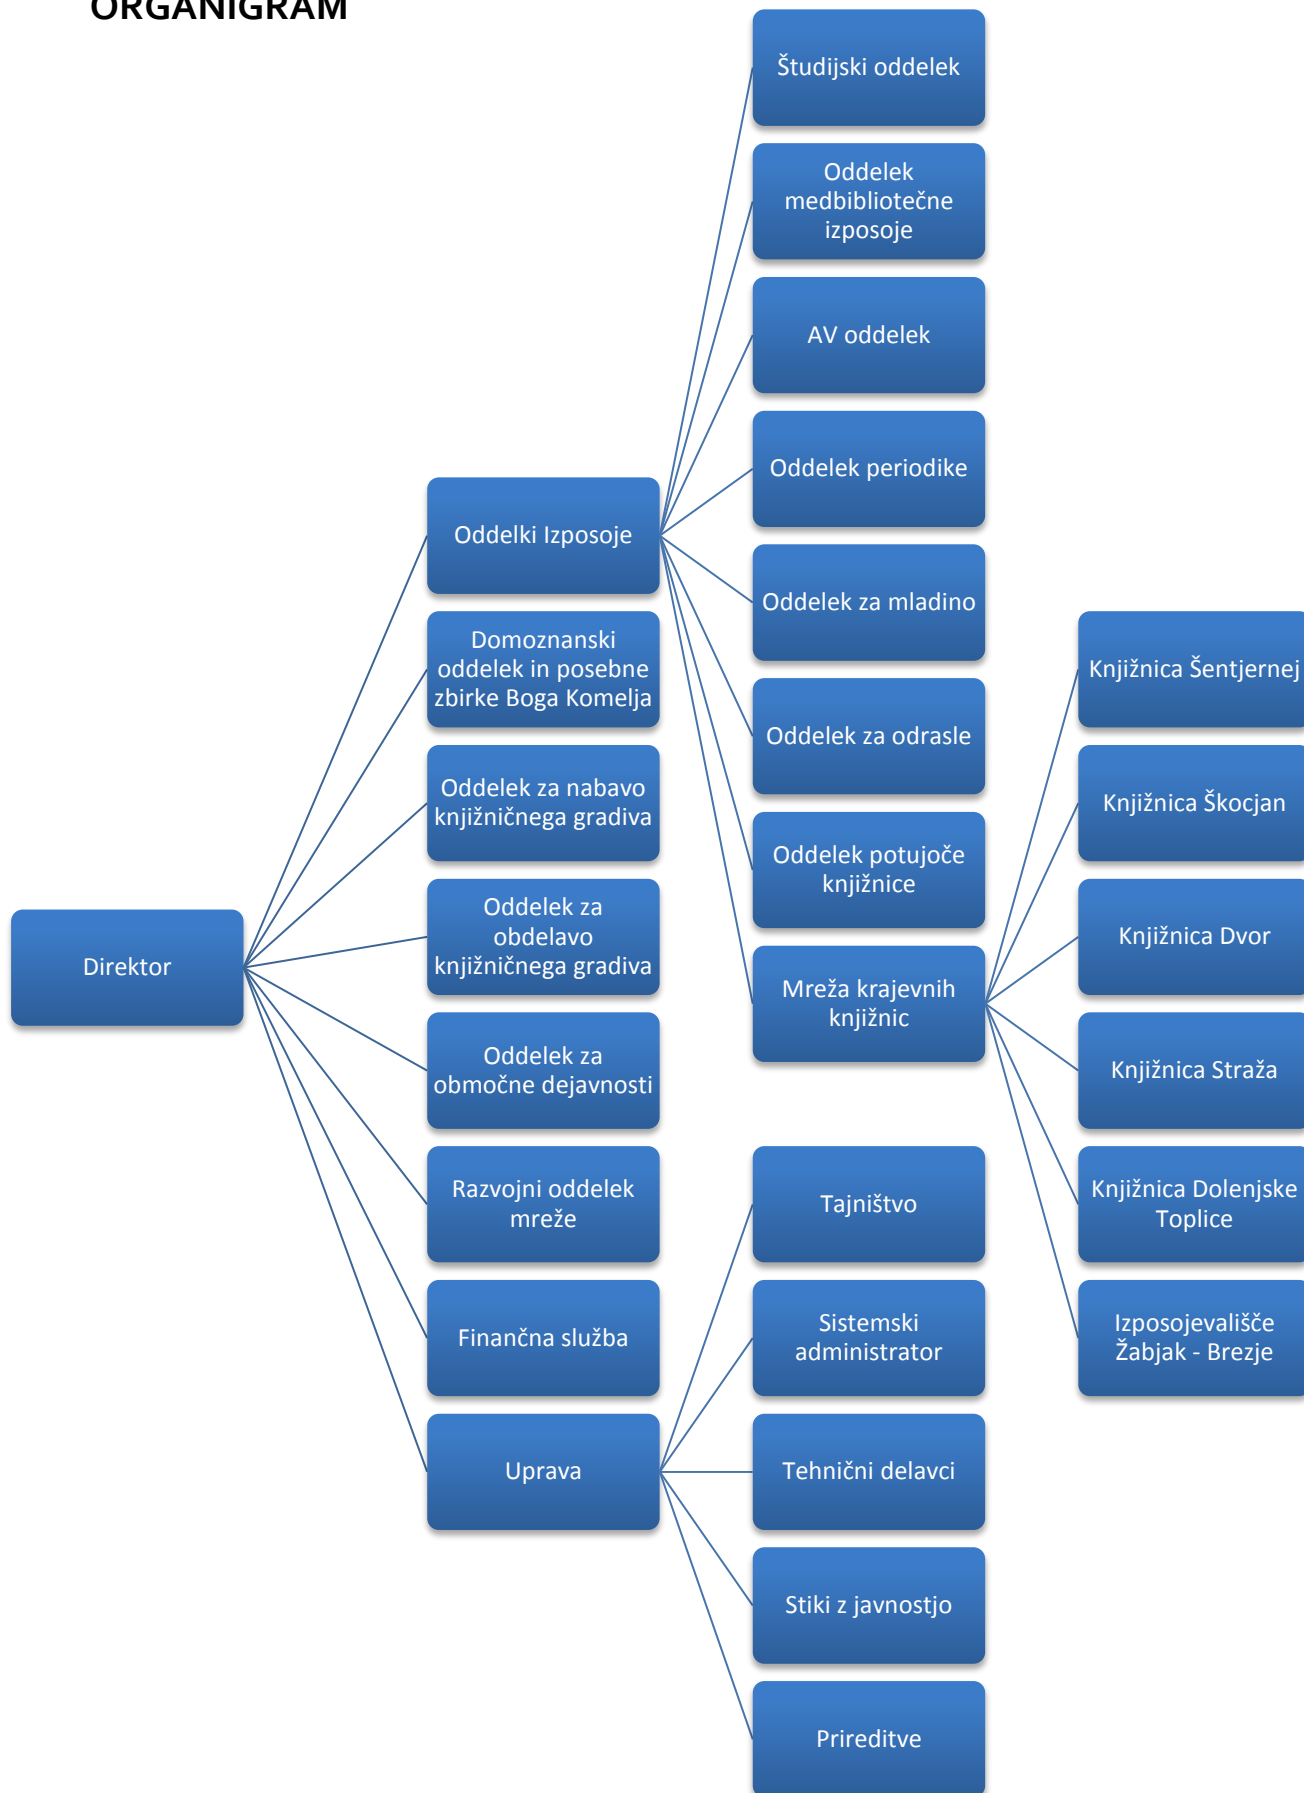 ORGANIGRAM
Direktor
Oddelki Izposoje
Študijski oddelek
Oddelek
medbibliotečne
izposoje
AV oddelek
Oddelek periodike
Oddelek za mladino
Oddelek za odrasle
Oddelek potujoče
knjižnice
Mreža krajevnih
knjižnic
Knjižnica Šentjernej
Knjižnica Škocjan
Knjižnica Dvor
Knjižnica Straža
Knjižnica Dolenjske
Toplice
Izposojevališče
Žabjak - Brezje
Domoznanski
oddelek in posebne
zbirke Boga Komelja
Oddelek za nabavo
knjižničnega gradiva
Oddelek za
obdelavo
knjižničnega gradiva
Oddelek za
območne dejavnosti
Razvojni oddelek
mreže
Finančna služba
Uprava
Tajništvo
Sistemski
administrator
Tehnični delavci
Stiki z javnostjo
Prireditve